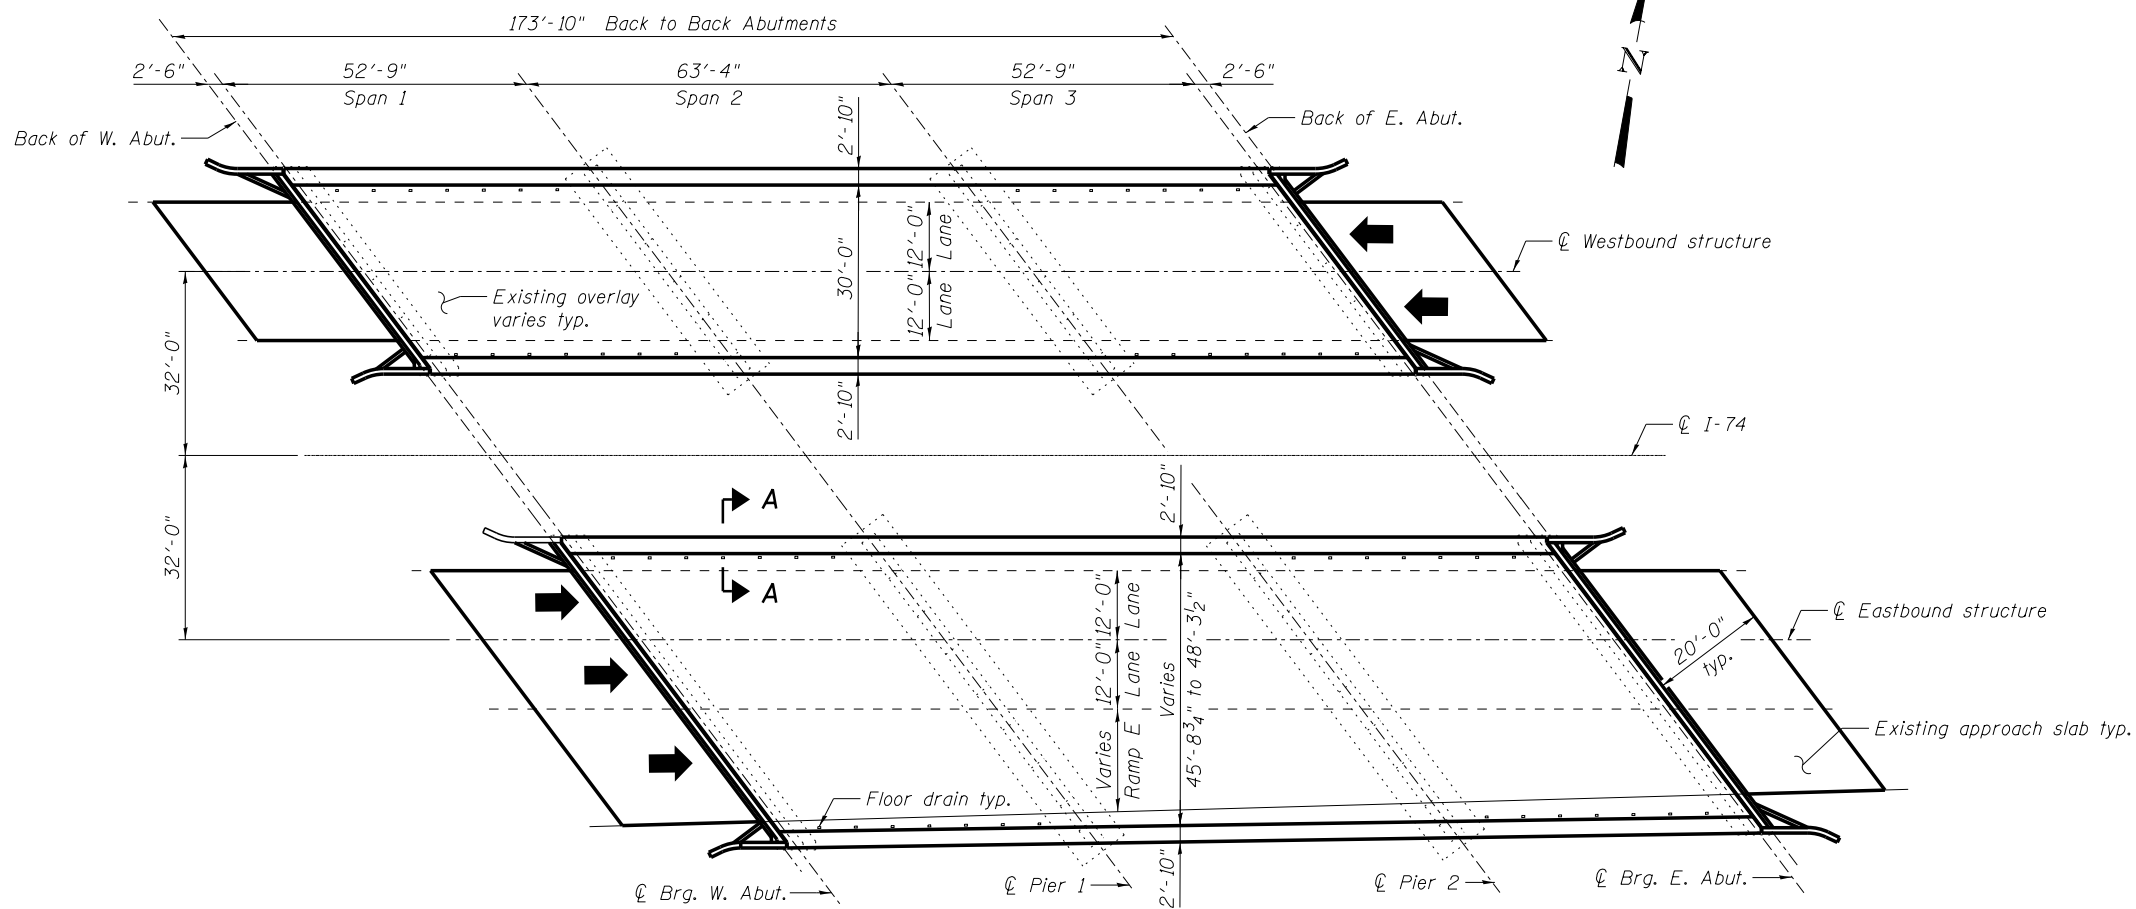 173'-10" Back to Back Abutments
N
2'-6"
52'-9"
63'-4"
52'-9"
2'-6"
Span 1
Span 2
Span 3
2'-10"
Back of W. Abut.
Back of E. Abut.
12'-0"
Lane
30'-0"
℄ Westbound structure
Existing overlay
varies typ.
12'-0"
Lane
32'-0"
2'-10"
℄ I-74
2'-10"
A
32'-0"
A
12'-0"
Lane
℄ Eastbound structure
20'-0"
typ.
12'-0"
Lane
Varies
45'-8¾" to 48'-3½"
Varies
Ramp E
Existing approach slab typ.
Floor drain typ.
2'-10"
℄ Brg. W. Abut.
℄ Pier 1
℄ Pier 2
℄ Brg. E. Abut.